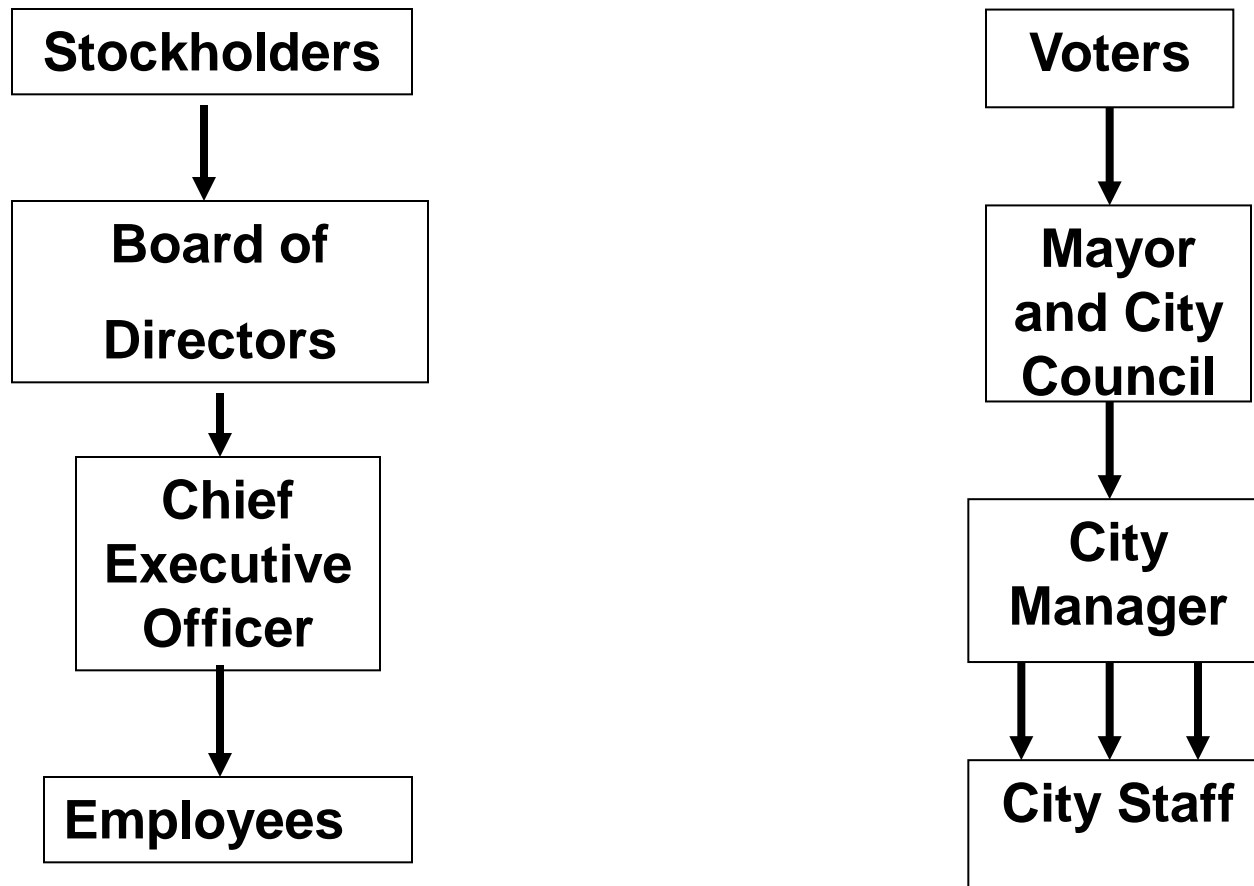 Stockholders
Board of
Directors
Chief
Executive
Officer
Employees
Voters
Mayor
and City
Council
City
Manager
City Staff